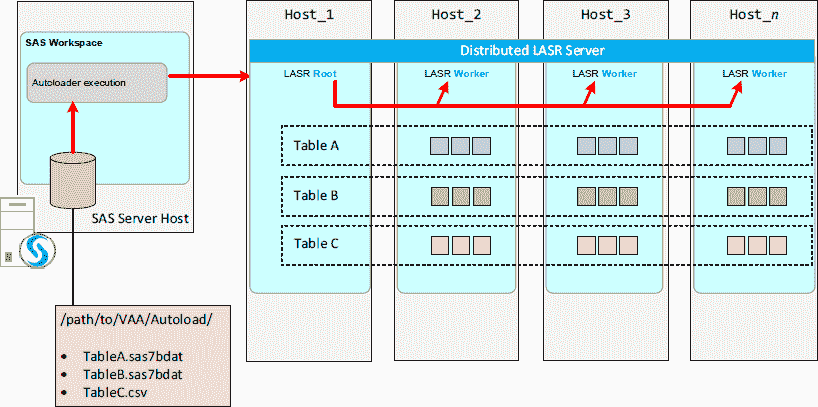 SAS Workspace
Autoloader execution
SAS Server Host
/path/to/VAA/Autoload/
• TableA.sas7bdat
• TableB.sas7bdat
• TableC.csv
Host_1 Host_2 Host_3 Host_n
Distributed LASR Server
LASR Root LASR Worker LASR Worker LASR Worker
Table A
Table B
Table C